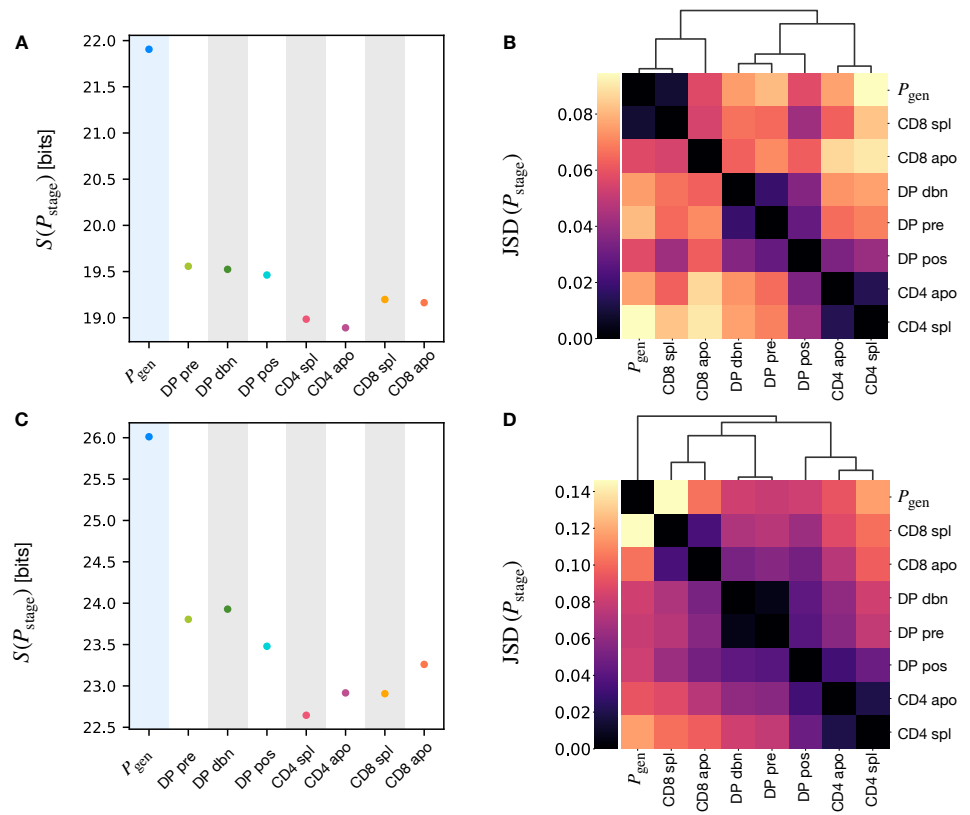 A
S(P_stage) [bits]
22.0
21.5
21.0
20.5
20.0
19.5
19.0
P_gen
DP pre
DP dbn
DP pos
CD4 spl
CD4 apo
CD8 spl
CD8 apo
B
JSD (P_stage)
0.08
0.06
0.04
0.02
0.00
P_gen
CD8 spl
CD8 apo
DP dbn
DP pre
DP pos
CD4 apo
CD4 spl
P_gen
CD8 spl
CD8 apo
DP dbn
DP pre
DP pos
CD4 apo
CD4 spl
C
S(P_stage) [bits]
26.0
25.5
25.0
24.5
24.0
23.5
23.0
22.5
P_gen
DP pre
DP dbn
DP pos
CD4 spl
CD4 apo
CD8 spl
CD8 apo
D
JSD (P_stage)
0.14
0.12
0.10
0.08
0.06
0.04
0.02
0.00
P_gen
CD8 spl
CD8 apo
DP dbn
DP pre
DP pos
CD4 apo
CD4 spl
P_gen
CD8 spl
CD8 apo
DP dbn
DP pre
DP pos
CD4 apo
CD4 spl